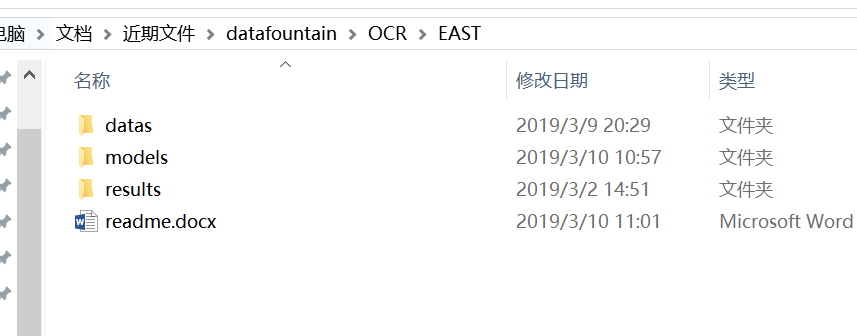 电脑 > 文档 > 近期文件 > datafountain > OCR > EAST
名称 修改日期 类型
datas 2019/3/9 20:29 文件夹
models 2019/3/10 10:57 文件夹
results 2019/3/2 14:51 文件夹
readme.docx 2019/3/10 11:01 Microsoft Word